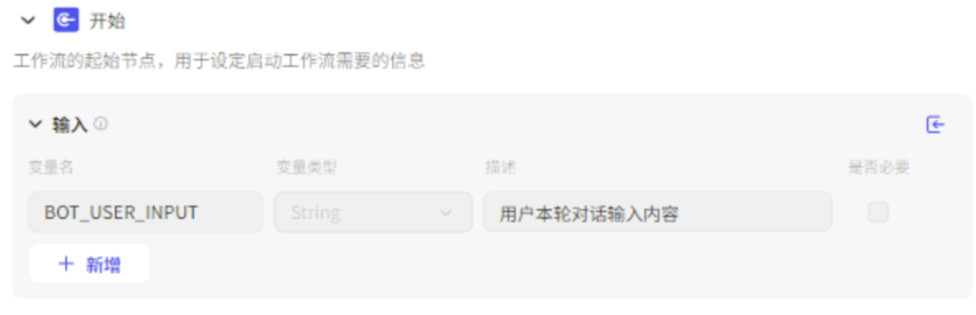 开始
工作流的起始节点，用于设定启动工作流需要的信息
输入
变量名 变量类型 描述 是否必要
BOT_USER_INPUT String 用户本轮对话输入内容
+ 新增